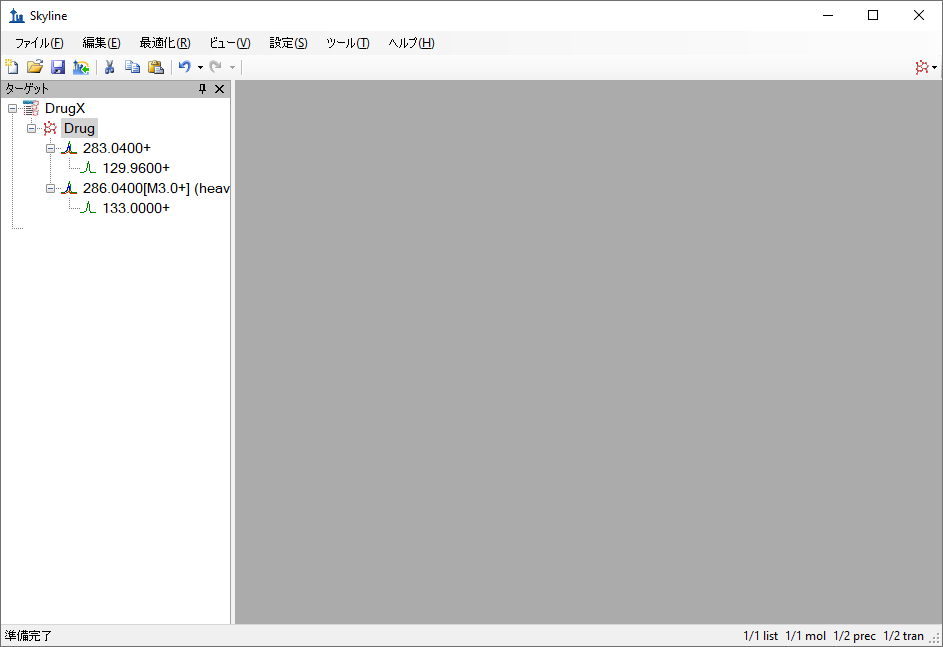 Skyline
ファイル(F) 編集(E) 最適化(R) ビュー(V) 設定(S) ツール(T) ヘルプ(H)
ターゲット
DrugX
Drug
283.0400+
129.9600+
286.0400[M3.0+] (heav
133.0000+
準備完了 1/1 list 1/1 mol 1/2 prec 1/2 tran